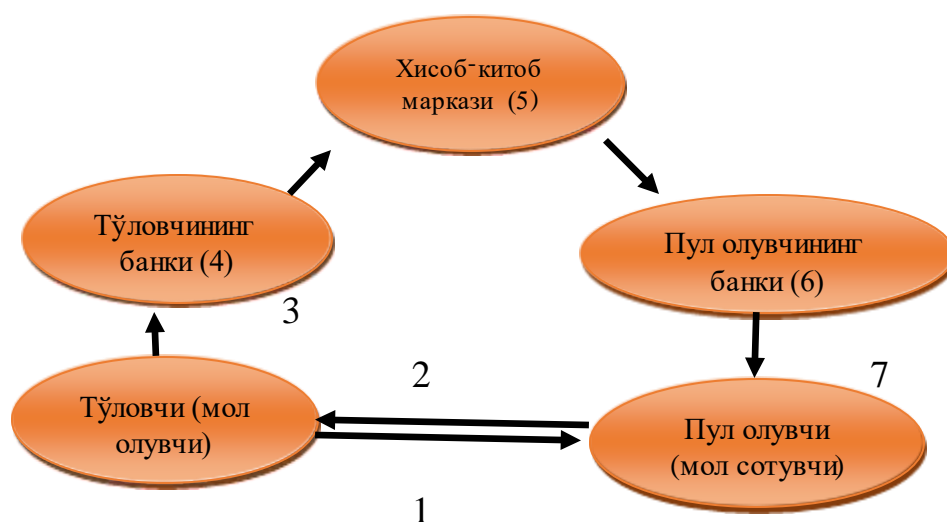 Хисоб-китоб
маркази (5)
Тўловчининг
банки (4)
Пул олувчининг
банки (6)
3
2
7
Тўловчи (мол
олувчи)
Пул олувчи
(мол сотувчи)
1